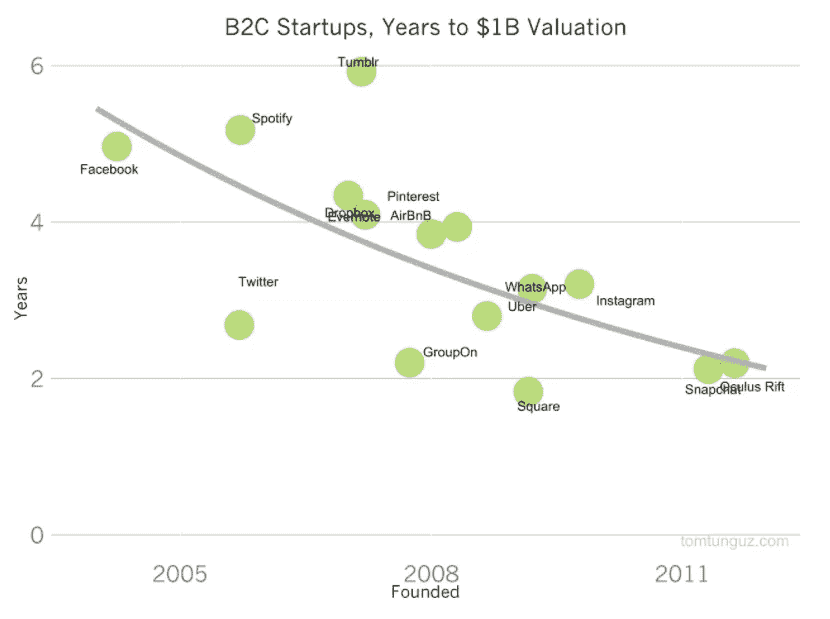 B2C Startups, Years to $1B Valuation
6
Tumblr
Spotify
Facebook
Pinterest
Dropbox
Evernote
AirBnB
4
Twitter
WhatsApp
Instagram
Uber
Years
GroupOn
2
Snapchat
Oculus Rift
Square
0
tomtunguz.com
2005
2008
2011
Founded